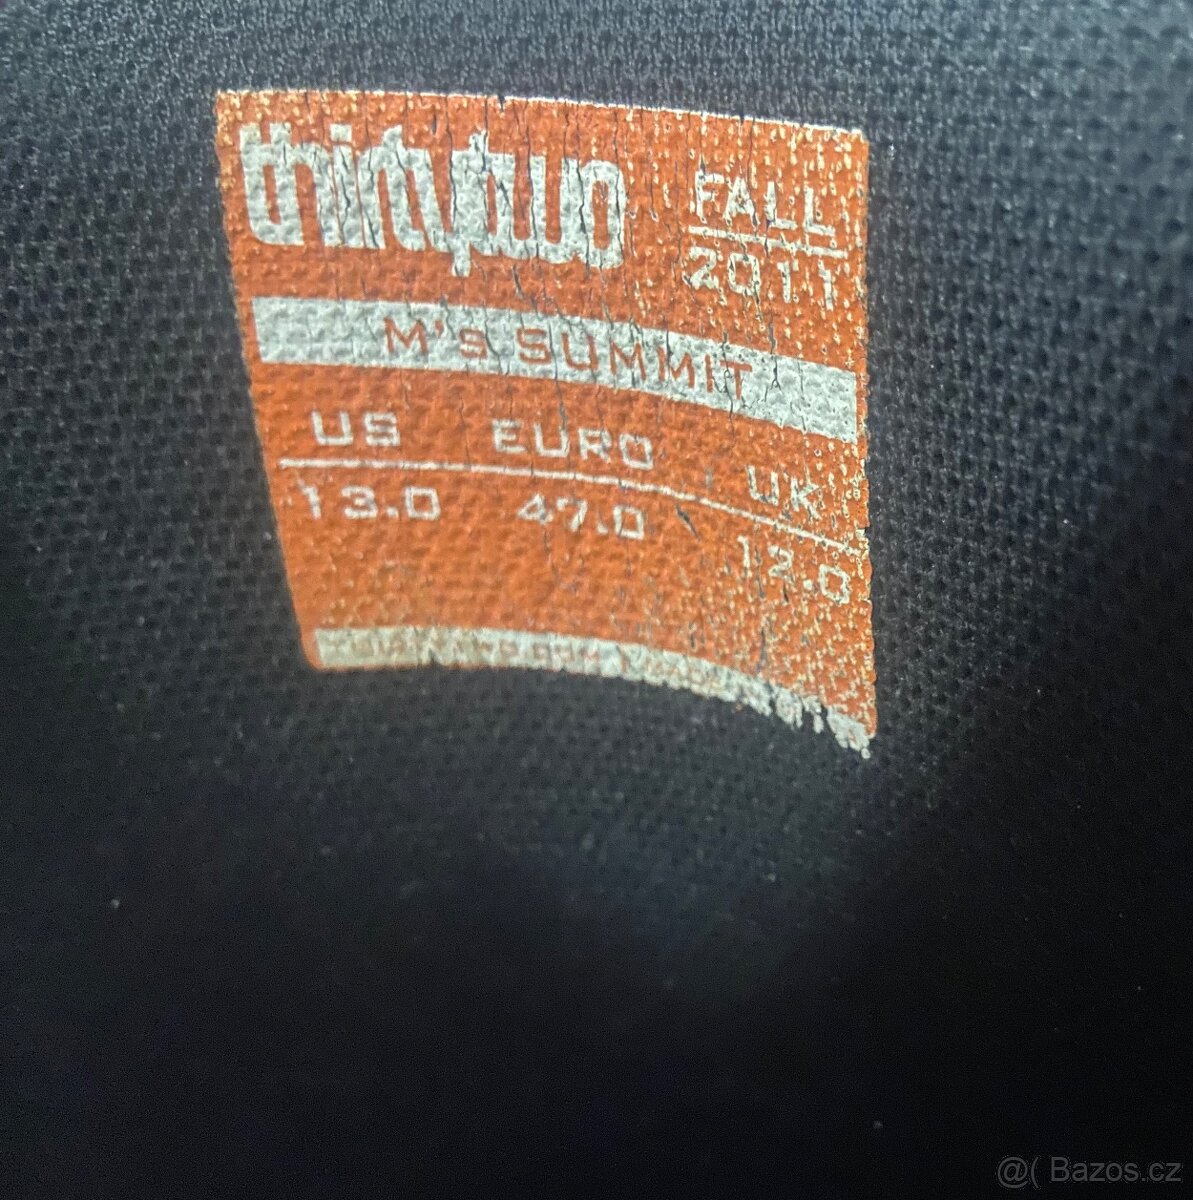 thirtytwo
FALL
2011
M's SUMMIT
US EURO UK
13.0 47.0 12.0
@( Bazos.cz